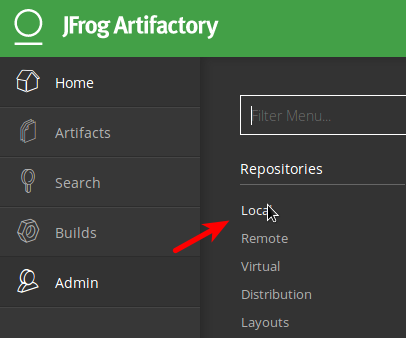 JFrog Artifactory
Home
Artifacts
Search
Builds
Admin
Filter Menu...
Repositories
Local
Remote
Virtual
Distribution
Layouts